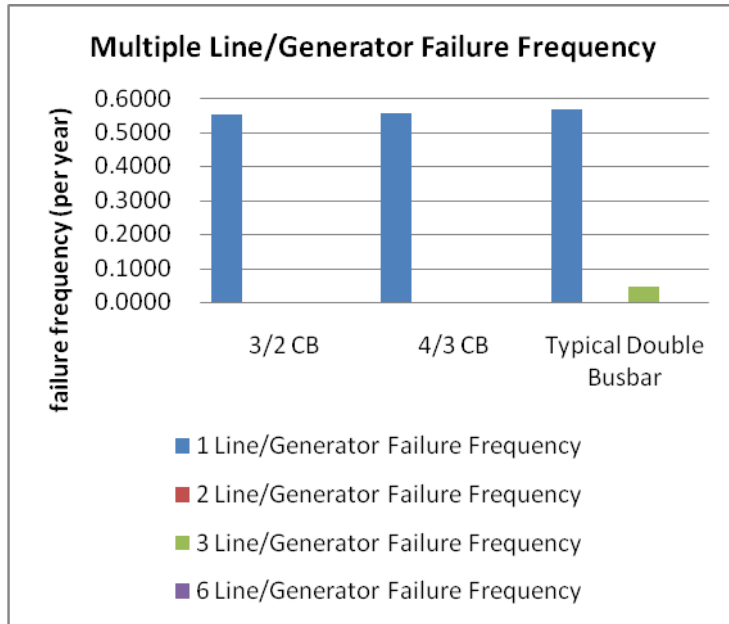 Multiple Line/Generator Failure Frequency
failure frequency (per year)
0.6000
0.5000
0.4000
0.3000
0.2000
0.1000
0.0000
3/2 CB
4/3 CB
Typical Double
Busbar
1 Line/Generator Failure Frequency
2 Line/Generator Failure Frequency
3 Line/Generator Failure Frequency
6 Line/Generator Failure Frequency